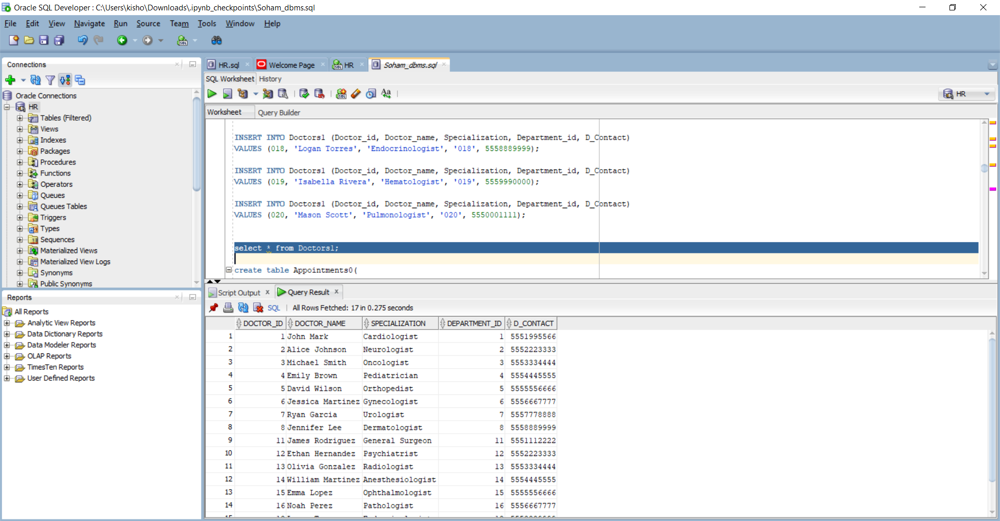 Oracle SQL Developer : C:\Users\kisho\Downloads\.ipynb_checkpoints\Soham_dbms.sql
File Edit View Navigate Run Source Team Tools Window Help
Connections
Oracle Connections
HR
Tables (Filtered)
Views
Indexes
Packages
Procedures
Functions
Operators
Queues
Queues Tables
Triggers
Types
Sequences
Materialized Views
Materialized View Logs
Synonyms
Public Synonyms
Reports
All Reports
Analytic View Reports
Data Dictionary Reports
Data Modeler Reports
OLAP Reports
TimesTen Reports
User Defined Reports
HR.sql Welcome Page HR Soham_dbms.sql
SQL Worksheet History
HR
Worksheet Query Builder
INSERT INTO Doctors1 (Doctor_id, Doctor_name, Specialization, Department_id, D_Contact)
VALUES (018, 'Logan Torres', 'Endocrinologist', '018', 5558889999);
INSERT INTO Doctors1 (Doctor_id, Doctor_name, Specialization, Department_id, D_Contact)
VALUES (019, 'Isabella Rivera', 'Hematologist', '019', 5559990000);
INSERT INTO Doctors1 (Doctor_id, Doctor_name, Specialization, Department_id, D_Contact)
VALUES (020, 'Mason Scott', 'Pulmonologist', '020', 5550001111);
select * from Doctors1;
create table Appointments0(
Script Output x Query Result x
SQL | All Rows Fetched: 17 in 0.275 seconds
DOCTOR_ID DOCTOR_NAME SPECIALIZATION DEPARTMENT_ID D_CONTACT
1 1 John Mark Cardiologist 1 5551995566
2 2 Alice Johnson Neurologist 2 5552223333
3 3 Michael Smith Oncologist 3 5553334444
4 4 Emily Brown Pediatrician 4 5554445555
5 5 David Wilson Orthopedist 5 5555556666
6 6 Jessica Martinez Gynecologist 6 5556667777
7 7 Ryan Garcia Urologist 7 5557778888
8 8 Jennifer Lee Dermatologist 8 5558889999
9 11 James Rodriguez General Surgeon 11 5551112222
10 12 Ethan Hernandez Psychiatrist 12 5552223333
11 13 Olivia Gonzalez Radiologist 13 5553334444
12 14 William Martinez Anesthesiologist 14 5554445555
13 15 Emma Lopez Ophthalmologist 15 5555556666
14 16 Noah Perez Pathologist 16 5556667777